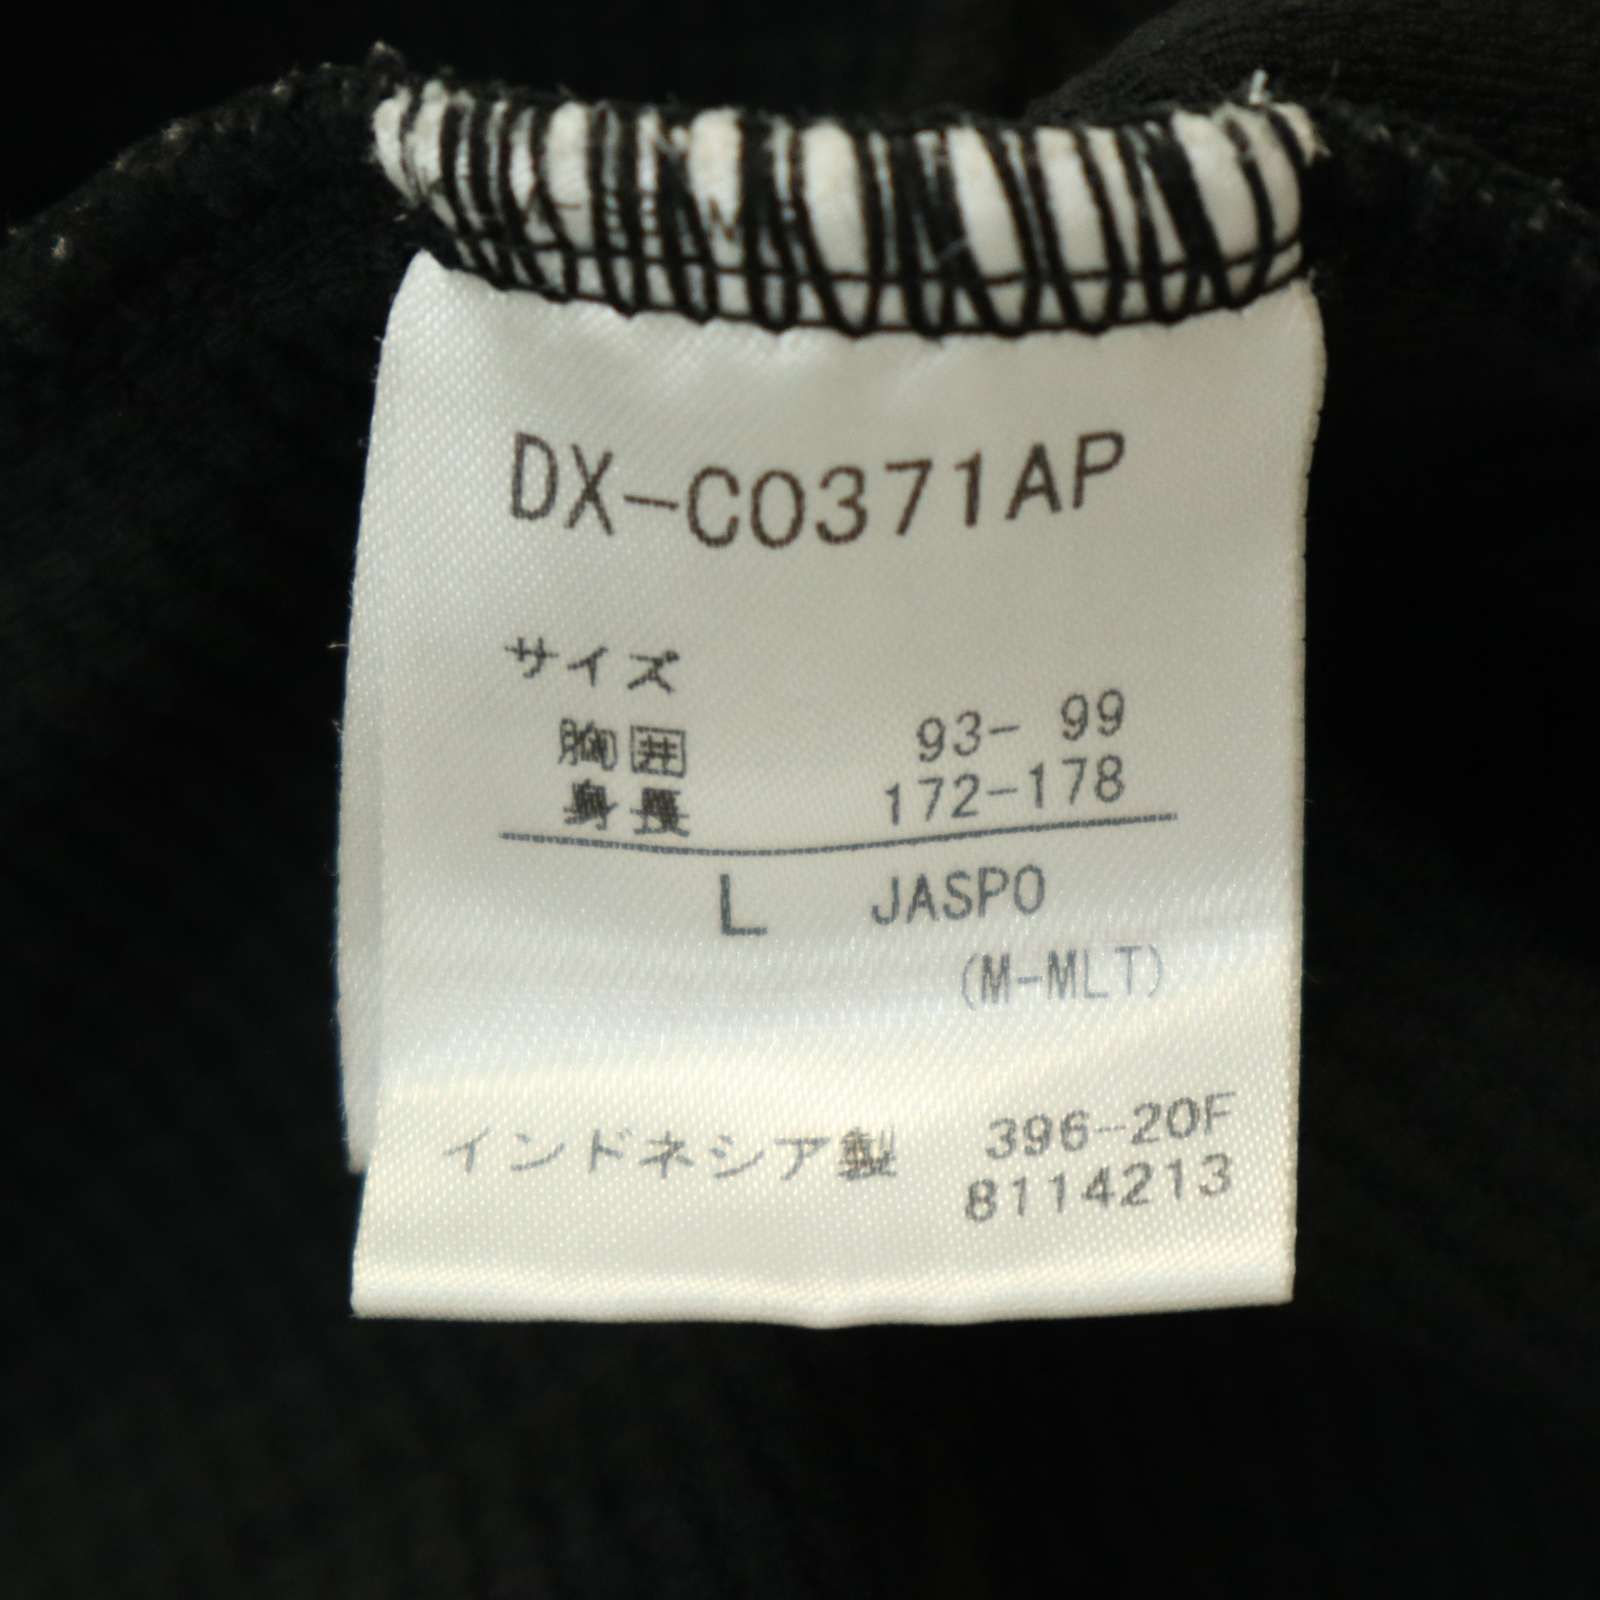 DX-C0371AP
サイズ
胸囲 93- 99
身長 172-178
L JASPO
(M-MLT)
インドネシア製 396-20F
8114213